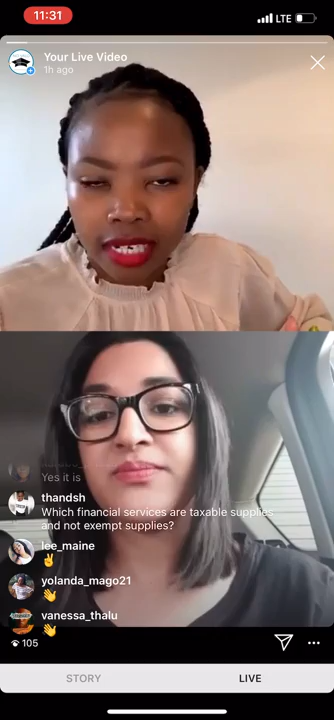 11:31
LTE
Your Live Video
1h ago
Yes it is
thandsh
Which financial services are taxable supplies
and not exempt supplies?
lee_maine
✌
yolanda_mago21
👋
vanessa_thalu
👋
105
STORY
LIVE